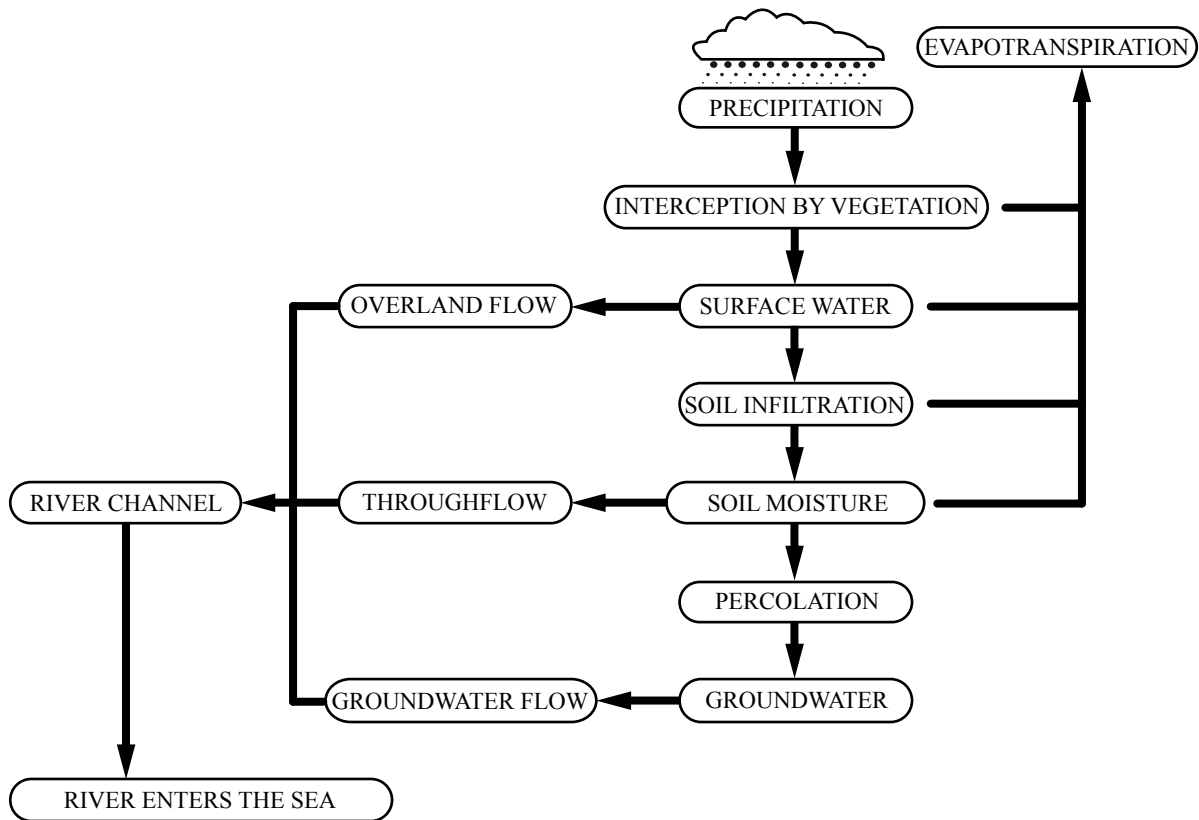 EVAPOTRANSPIRATION
PRECIPITATION
INTERCEPTION BY VEGETATION
OVERLAND FLOW
SURFACE WATER
SOIL INFILTRATION
RIVER CHANNEL
THROUGHFLOW
SOIL MOISTURE
PERCOLATION
GROUNDWATER FLOW
GROUNDWATER
RIVER ENTERS THE SEA